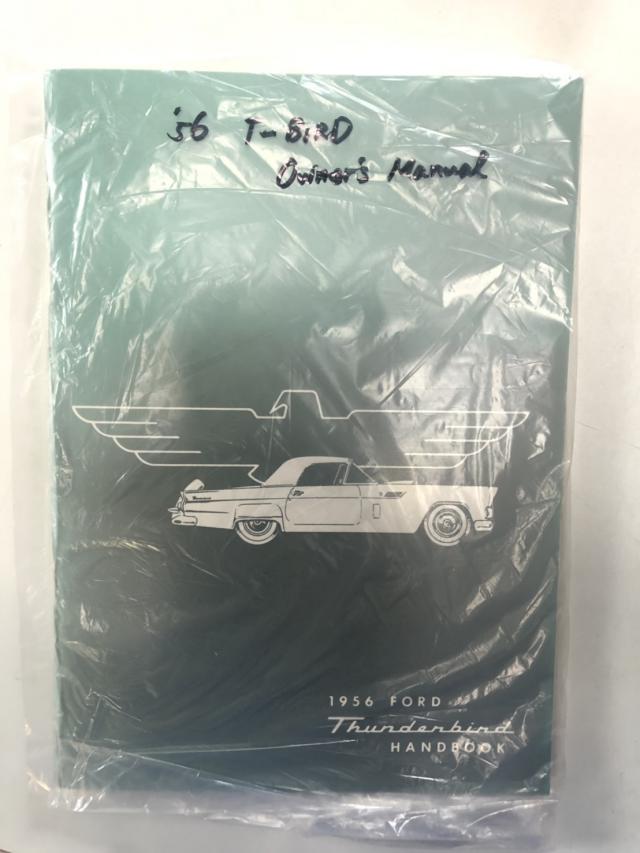 '56 T-BIRD
Owner's Manual
1956 FORD
Thunderbird
HANDBOOK